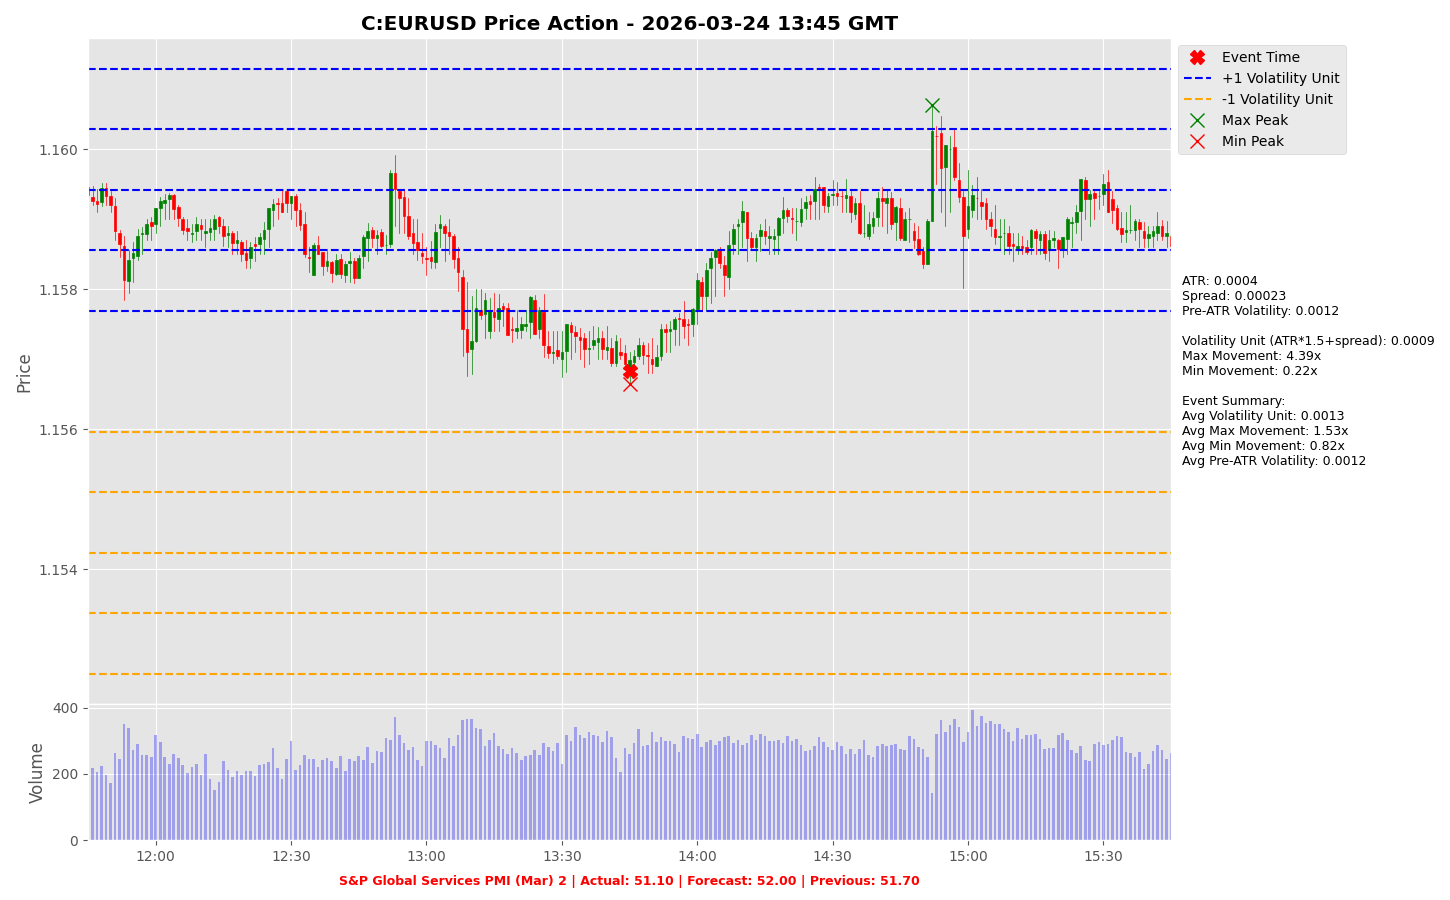 C:EURUSD Price Action - 2026-03-24 13:45 GMT
Event Time
+1 Volatility Unit
-1 Volatility Unit
Max Peak
Min Peak
Price
1.160
1.158
1.156
1.154
ATR: 0.0004
Spread: 0.00023
Pre-ATR Volatility: 0.0012
Volatility Unit (ATR*1.5+spread): 0.0009
Max Movement: 4.39x
Min Movement: 0.22x
Event Summary:
Avg Volatility Unit: 0.0013
Avg Max Movement: 1.53x
Avg Min Movement: 0.82x
Avg Pre-ATR Volatility: 0.0012
Volume
400
200
0
12:00 12:30 13:00 13:30 14:00 14:30 15:00 15:30
S&P Global Services PMI (Mar) 2 | Actual: 51.10 | Forecast: 52.00 | Previous: 51.70